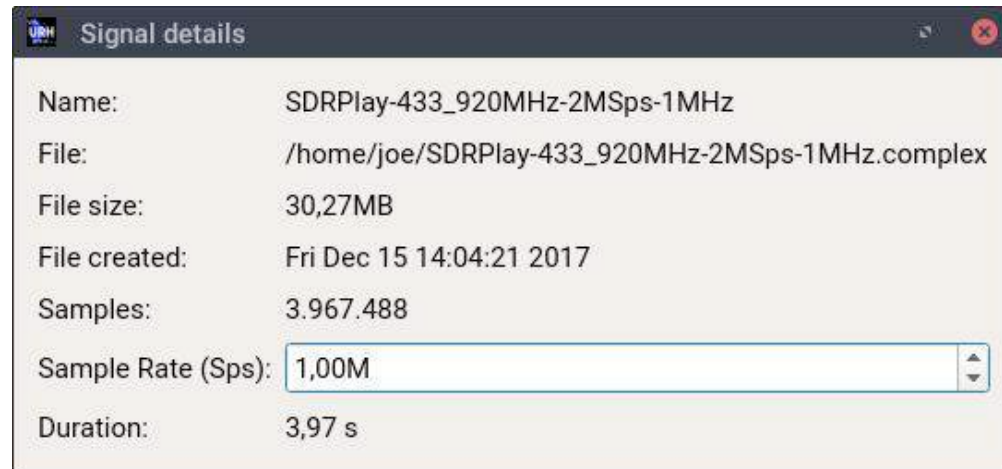 URH Signal details
Name: SDRPlay-433_920MHz-2MSps-1MHz
File: /home/joe/SDRPlay-433_920MHz-2MSps-1MHz.complex
File size: 30,27MB
File created: Fri Dec 15 14:04:21 2017
Samples: 3.967.488
Sample Rate (Sps): 1,00M
Duration: 3,97 s